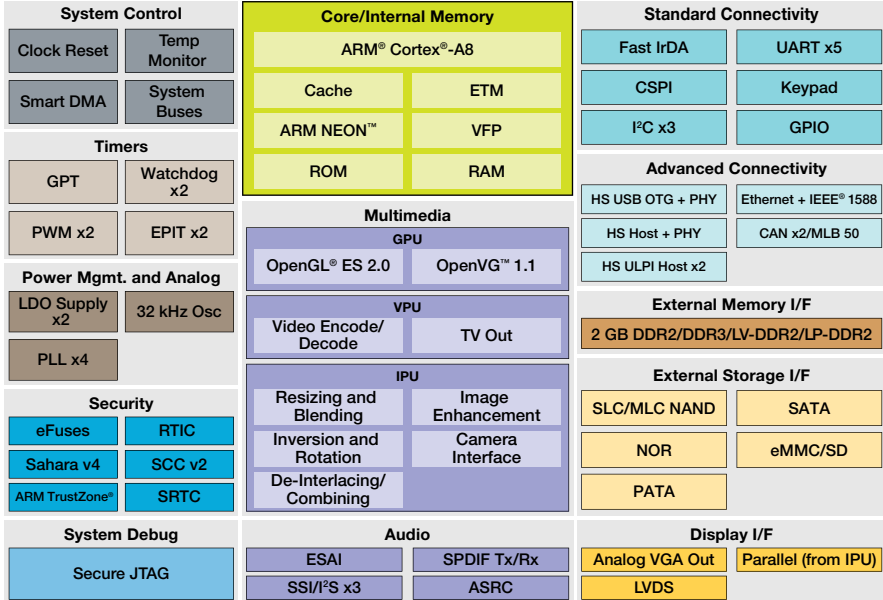 System Control
Clock Reset
Temp
Monitor
Smart DMA
System
Buses
Timers
GPT
Watchdog
x2
PWM x2
EPIT x2
Power Mgmt. and Analog
LDO Supply
x2
32 kHz Osc
PLL x4
Security
eFuses
RTIC
Sahara v4
SCC v2
ARM TrustZone®
SRTC
System Debug
Secure JTAG
Core/Internal Memory
ARM® Cortex®-A8
Cache
ETM
ARM NEON™
VFP
ROM
RAM
Multimedia
GPU
OpenGL® ES 2.0
OpenVG™ 1.1
VPU
Video Encode/
Decode
TV Out
IPU
Resizing and
Blending
Image
Enhancement
Inversion and
Rotation
Camera
Interface
De-Interlacing/
Combining
Audio
ESAI
SPDIF Tx/Rx
SSI/I²S x3
ASRC
Standard Connectivity
Fast IrDA
UART x5
CSPI
Keypad
I²C x3
GPIO
Advanced Connectivity
HS USB OTG + PHY
Ethernet + IEEE® 1588
HS Host + PHY
CAN x2/MLB 50
HS ULPI Host x2
External Memory I/F
2 GB DDR2/DDR3/LV-DDR2/LP-DDR2
External Storage I/F
SLC/MLC NAND
SATA
NOR
eMMC/SD
PATA
Display I/F
Analog VGA Out
Parallel (from IPU)
LVDS